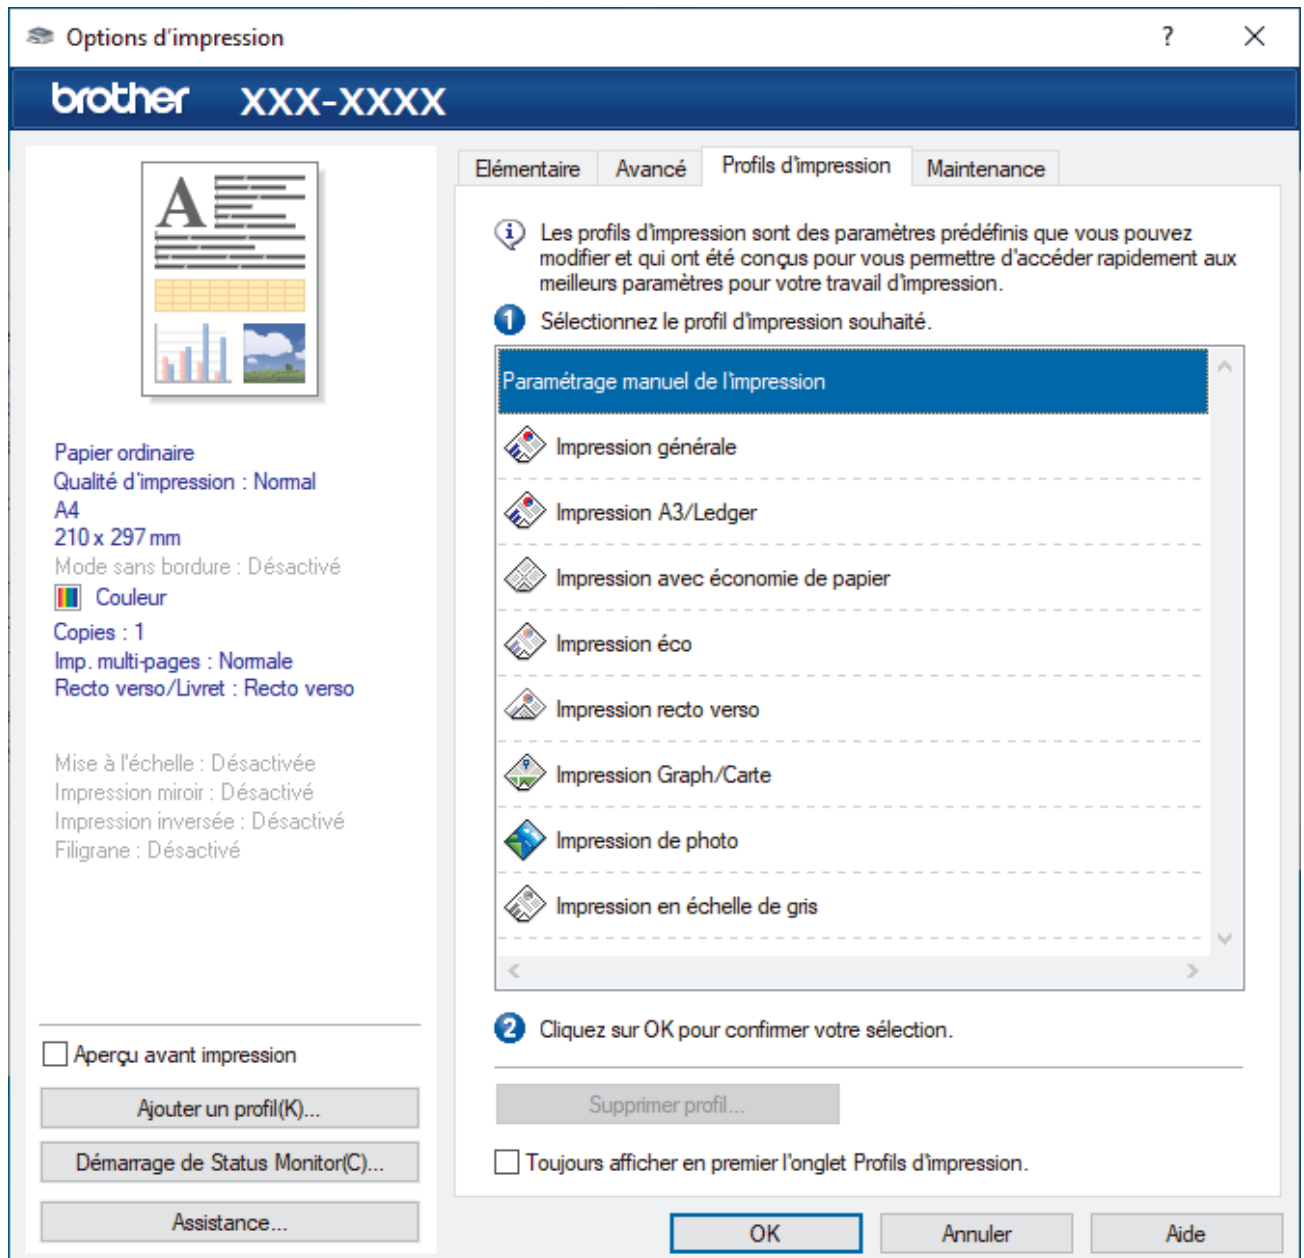 Options d'impression
?
brother XXX-XXXX
A
Papier ordinaire
Qualité d'impression : Normal
A4
210 x 297 mm
Mode sans bordure : Désactivé
Couleur
Copies : 1
Imp. multi-pages : Normale
Recto verso/Livret : Recto verso
Mise à l'échelle : Désactivée
Impression miroir : Désactivé
Impression inversée : Désactivé
Filigrane : Désactivé
Aperçu avant impression
Ajouter un profil(K)...
Démarrage de Status Monitor(C)...
Assistance...
Elémentaire Avancé Profils d'impression Maintenance
Les profils d'impression sont des paramètres prédéfinis que vous pouvez
modifier et qui ont été conçus pour vous permettre d'accéder rapidement aux
meilleurs paramètres pour votre travail d'impression.
1 Sélectionnez le profil d'impression souhaité.
Paramétrage manuel de l'impression
Impression générale
Impression A3/Ledger
Impression avec économie de papier
Impression éco
Impression recto verso
Impression Graph/Carte
Impression de photo
Impression en échelle de gris
2 Cliquez sur OK pour confirmer votre sélection.
Supprimer profil...
Toujours afficher en premier l'onglet Profils d'impression.
OK Annuler Aide